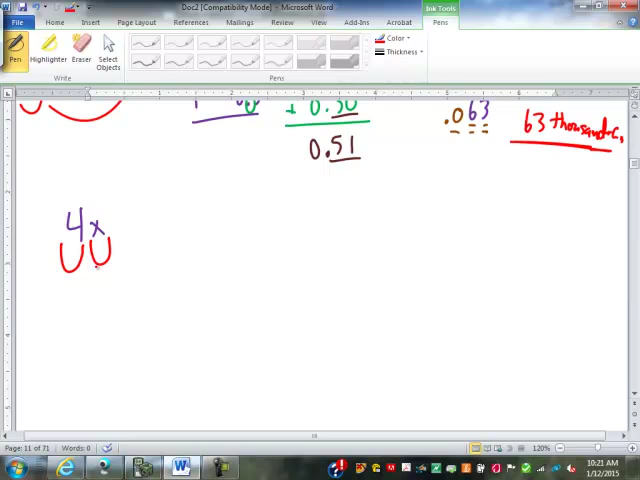 Doc2 [Compatibility Mode] - Word
Ink Tools
File Home Insert Page Layout References Mailings Review View Add-Ins Acrobat Pens
Pen Highlighter Eraser Select Objects
Color
Thickness
Write Pens
+ 0.30
.063
63
0.51
4x
Page: 11 of 71 Words: 0 120%
10:21 AM
1/12/2015